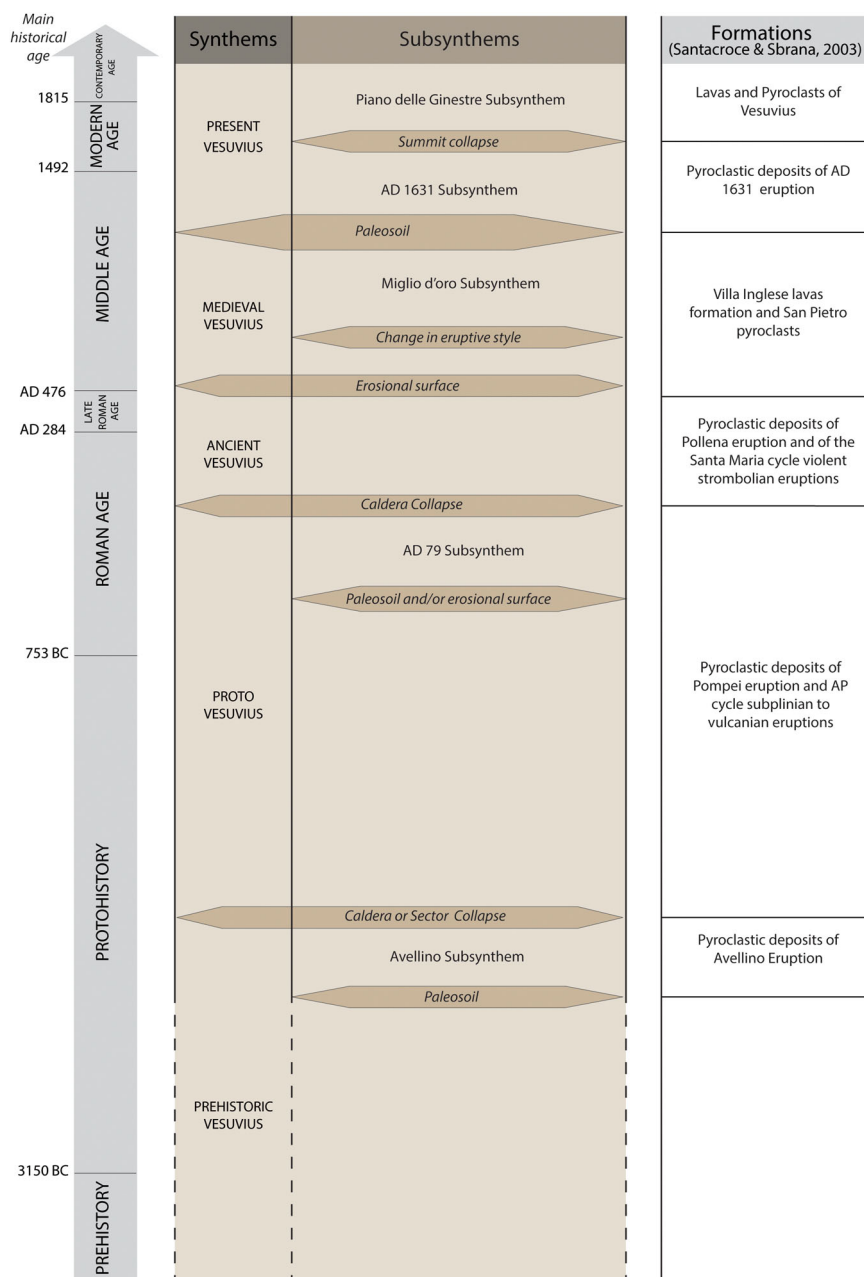 Main
historical
age
CONTEMPORARY
AGE
1815
MODERN
AGE
1492
MIDDLE AGE
AD 476
LATE
ROMAN
AGE
AD 284
ROMAN AGE
753 BC
PROTOHISTORY
3150 BC
PREHISTORY
Synthems
PRESENT
VESUVIUS
MEDIEVAL
VESUVIUS
ANCIENT
VESUVIUS
PROTO
VESUVIUS
PREHISTORIC
VESUVIUS
Subsynthems
Piano delle Ginestre Subsynthem
Summit collapse
AD 1631 Subsynthem
Paleosoil
Miglio d'oro Subsynthem
Change in eruptive style
Erosional surface
Caldera Collapse
AD 79 Subsynthem
Paleosoil and/or erosional surface
Caldera or Sector Collapse
Avellino Subsynthem
Paleosoil
Formations
(Santacroce & Sbrana, 2003)
Lavas and Pyroclasts of
Vesuvius
Pyroclastic deposits of AD
1631 eruption
Villa Inglese lavas
formation and San Pietro
pyroclasts
Pyroclastic deposits of
Pollena eruption and of the
Santa Maria cycle violent
strombolian eruptions
Pyroclastic deposits of
Pompei eruption and AP
cycle subplinian to
vulcanian eruptions
Pyroclastic deposits of
Avellino Eruption